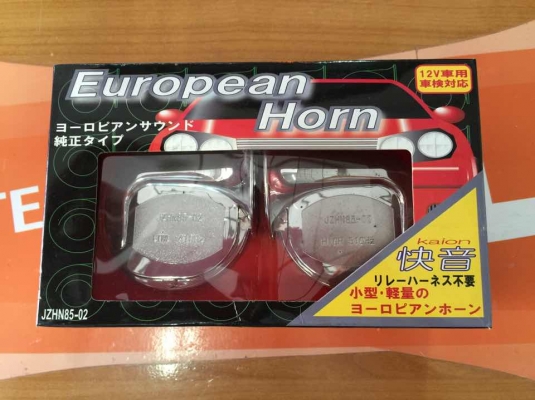 European
Horn
12V車用
車検対応
ヨーロピアンサウンド
純正タイプ
JZHN85-02
kaion
快音
リレーハーネス不要
小型・軽量の
ヨーロピアンホーン
JZHN85-02